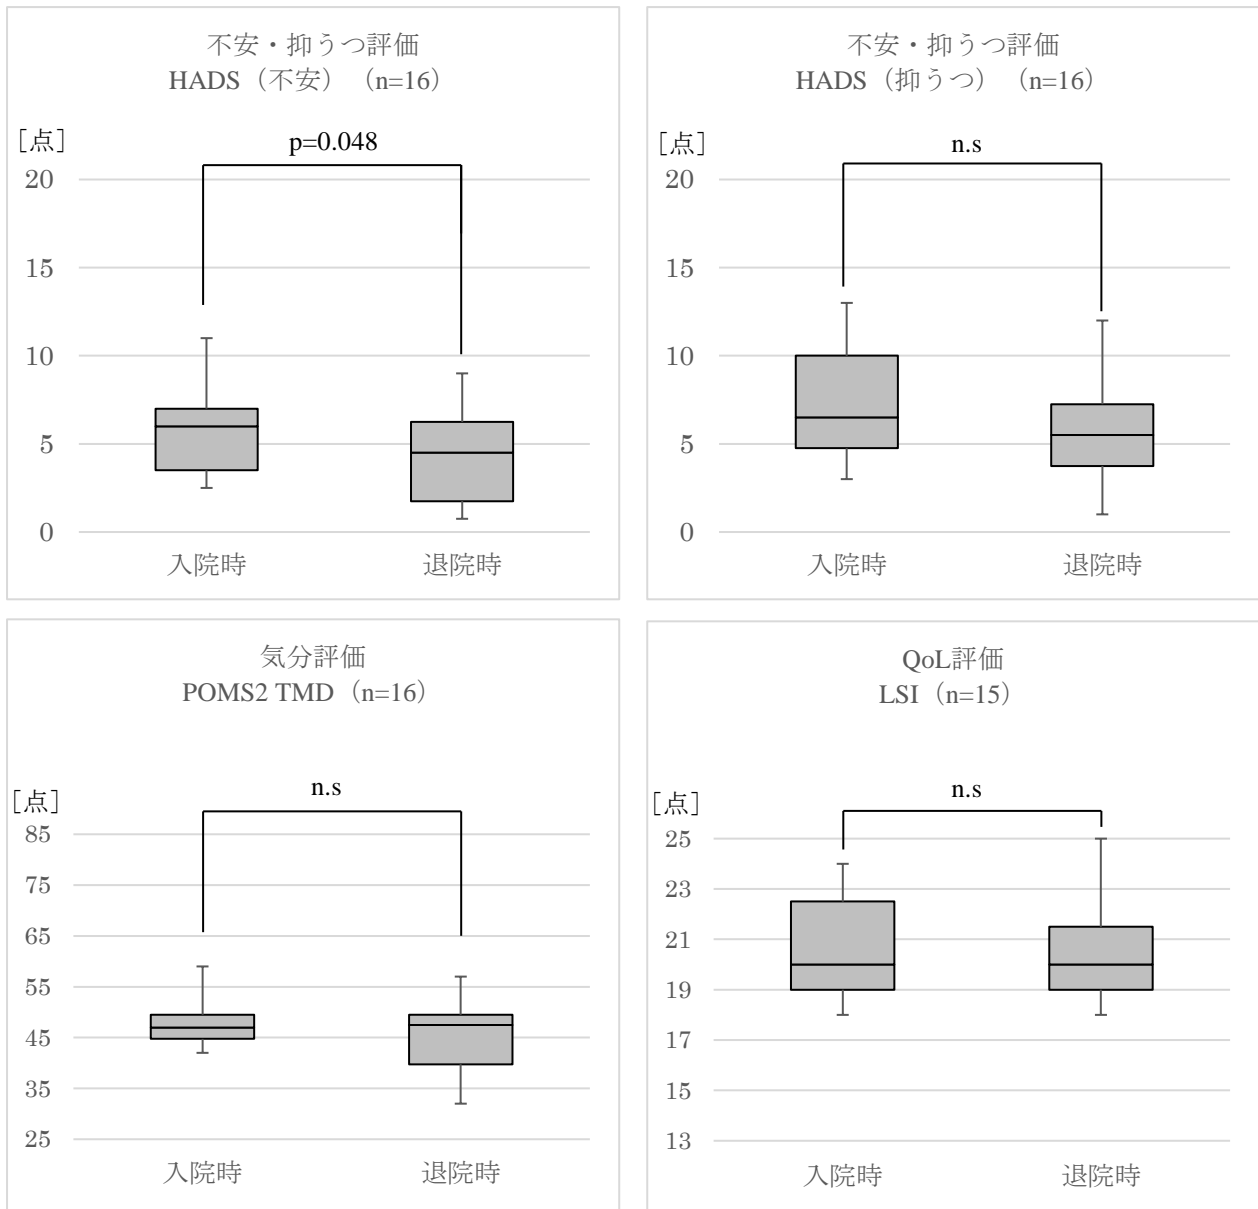 不安・抑うつ評価
HADS（不安）（n=16）
［点］
p=0.048
20
15
10
5
0
入院時
退院時
不安・抑うつ評価
HADS（抑うつ）（n=16）
［点］
n.s
20
15
10
5
0
入院時
退院時
気分評価
POMS2 TMD（n=16）
［点］
n.s
85
75
65
55
45
35
25
入院時
退院時
QoL評価
LSI（n=15）
［点］
n.s
25
23
21
19
17
15
13
入院時
退院時